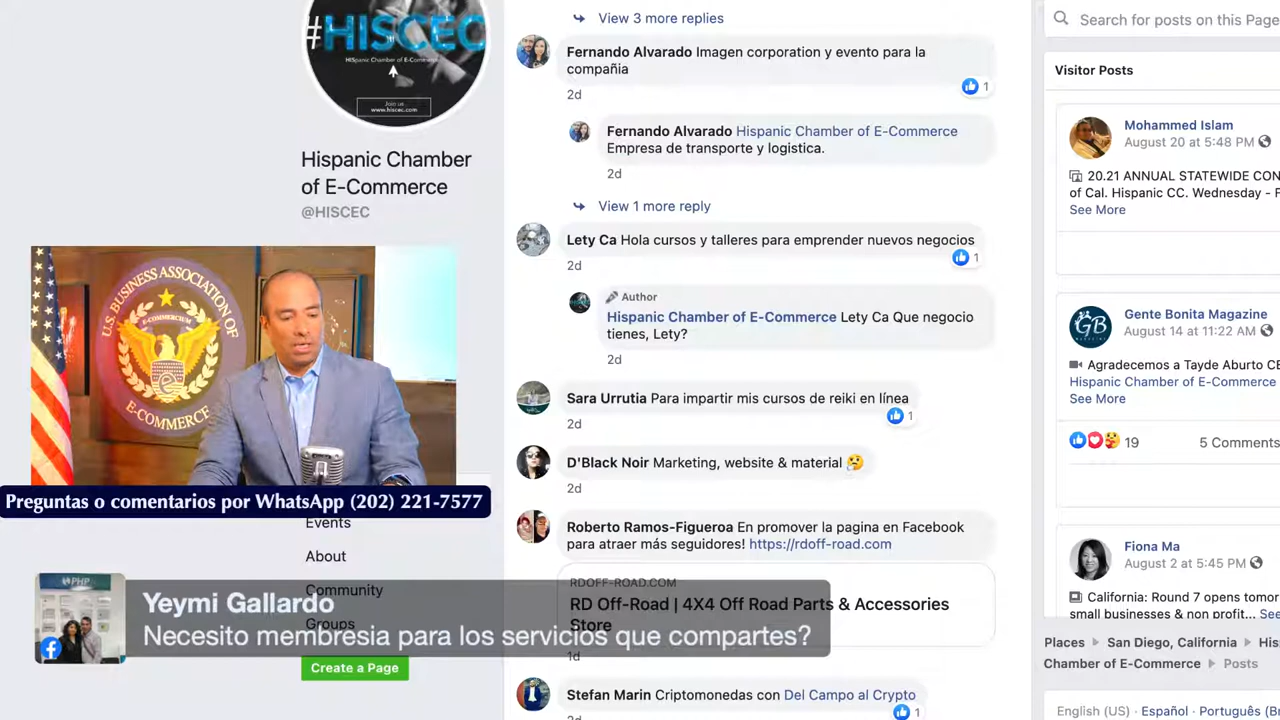 #HISCEC
HISpanic Chamber of E-Commerce
Join us
www.hiscec.com
Hispanic Chamber
of E-Commerce
@HISCEC
U.S. BUSINESS ASSOCIATION OF
E-COMMERCIUM
E-COMMERCE
Preguntas o comentarios por WhatsApp (202) 221-7577
Events
About
Community
Groups
PHP
Yeymi Gallardo
Necesito membresia para los servicios que compartes?
Create a Page
View 3 more replies
Fernando Alvarado Imagen corporation y evento para la
compañia
1
2d
Fernando Alvarado Hispanic Chamber of E-Commerce
Empresa de transporte y logistica.
2d
View 1 more reply
Lety Ca Hola cursos y talleres para emprender nuevos negocios
1
2d
Author
Hispanic Chamber of E-Commerce Lety Ca Que negocio
tienes, Lety?
2d
Sara Urrutia Para impartir mis cursos de reiki en línea
1
2d
D'Black Noir Marketing, website & material
2d
Roberto Ramos-Figueroa En promover la pagina en Facebook
para atraer más seguidores! https://rdoff-road.com
RDOFF-ROAD.COM
RD Off-Road | 4X4 Off Road Parts & Accessories
Store
1d
Stefan Marin Criptomonedas con Del Campo al Crypto
1
2d
Search for posts on this Page
Visitor Posts
Mohammed Islam
August 20 at 5:48 PM
20.21 ANNUAL STATEWIDE CON
of Cal. Hispanic CC. Wednesday - F
See More
GB
Gente Bonita Magazine
August 14 at 11:22 AM
Agradecemos a Tayde Aburto CE
Hispanic Chamber of E-Commerce
See More
19
5 Comments
Fiona Ma
August 2 at 5:45 PM
California: Round 7 opens tomor
small businesses & non profit... See
Places
San Diego, California
His
Chamber of E-Commerce
Posts
English (US) · Español · Português (Br